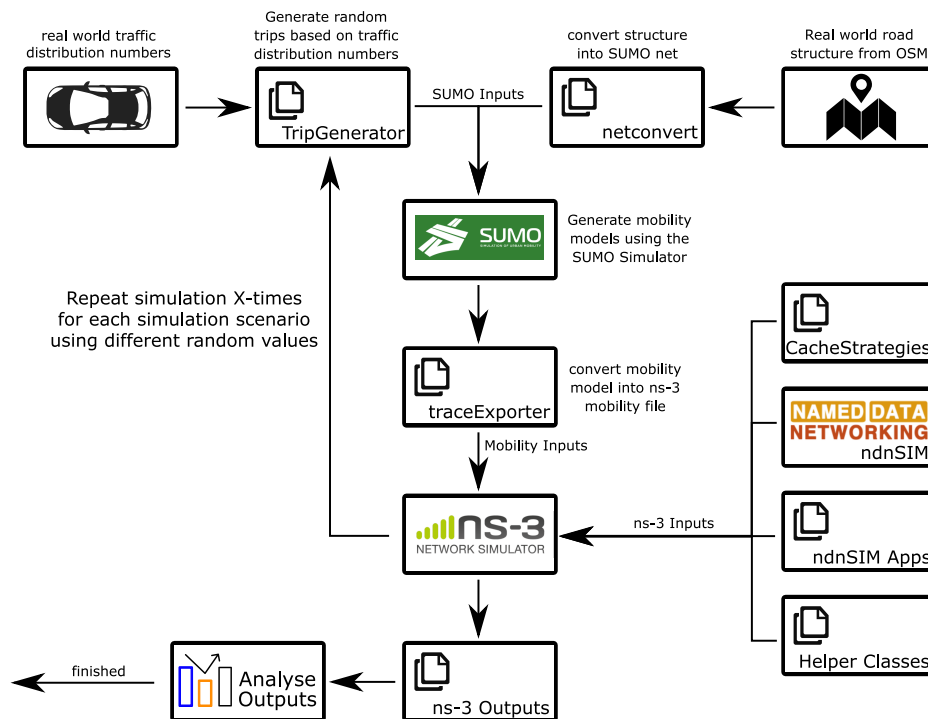 real world traffic
distribution numbers
Generate random
trips based on traffic
distribution numbers
convert structure
into SUMO net
Real world road
structure from OSM
TripGenerator
SUMO Inputs
netconvert
SUMO
SIMULATION OF URBAN MOBILITY
Generate mobility
models using the
SUMO Simulator
Repeat simulation X-times
for each simulation scenario
using different random values
CacheStrategies
traceExporter
convert mobility
model into ns-3
mobility file
NAMED DATA
NETWORKING
ndnSIM
Mobility Inputs
ns-3
NETWORK SIMULATOR
ns-3 Inputs
ndnSIM Apps
Helper Classes
finished
Analyse
Outputs
ns-3 Outputs